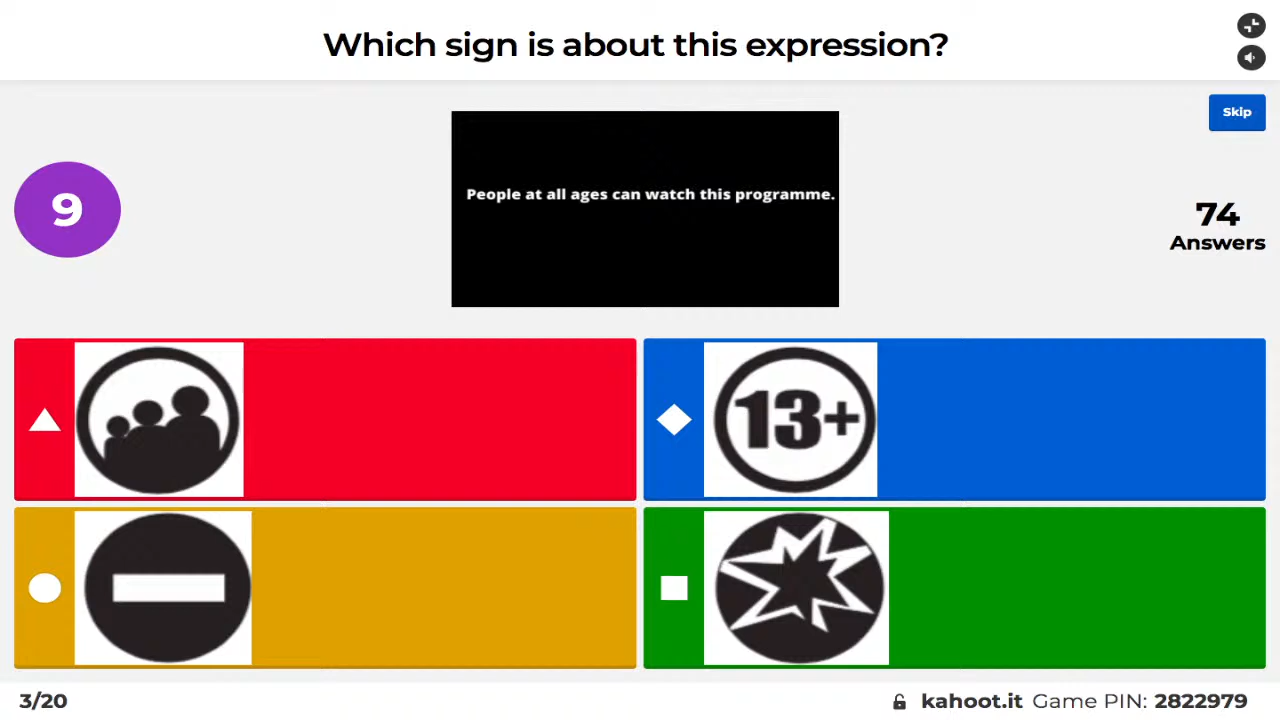 Which sign is about this expression?
Skip
People at all ages can watch this programme.
9
74
Answers
13+
3/20
kahoot.it Game PIN: 2822979